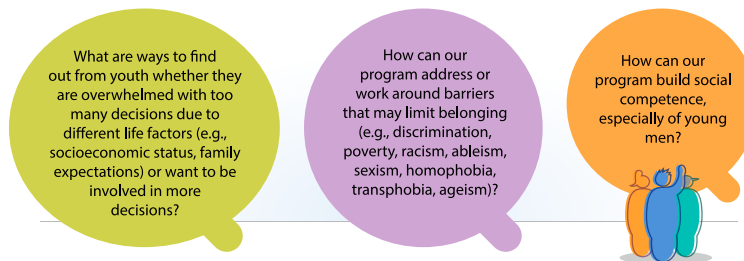 What are ways to find
out from youth whether they
are overwhelmed with too
many decisions due to
different life factors (e.g.,
socioeconomic status, family
expectations) or want to be
involved in more
decisions?
How can our
program address or
work around barriers
that may limit belonging
(e.g., discrimination,
poverty, racism, ableism,
sexism, homophobia,
transphobia, ageism)?
How can our
program build social
competence,
especially of young
men?